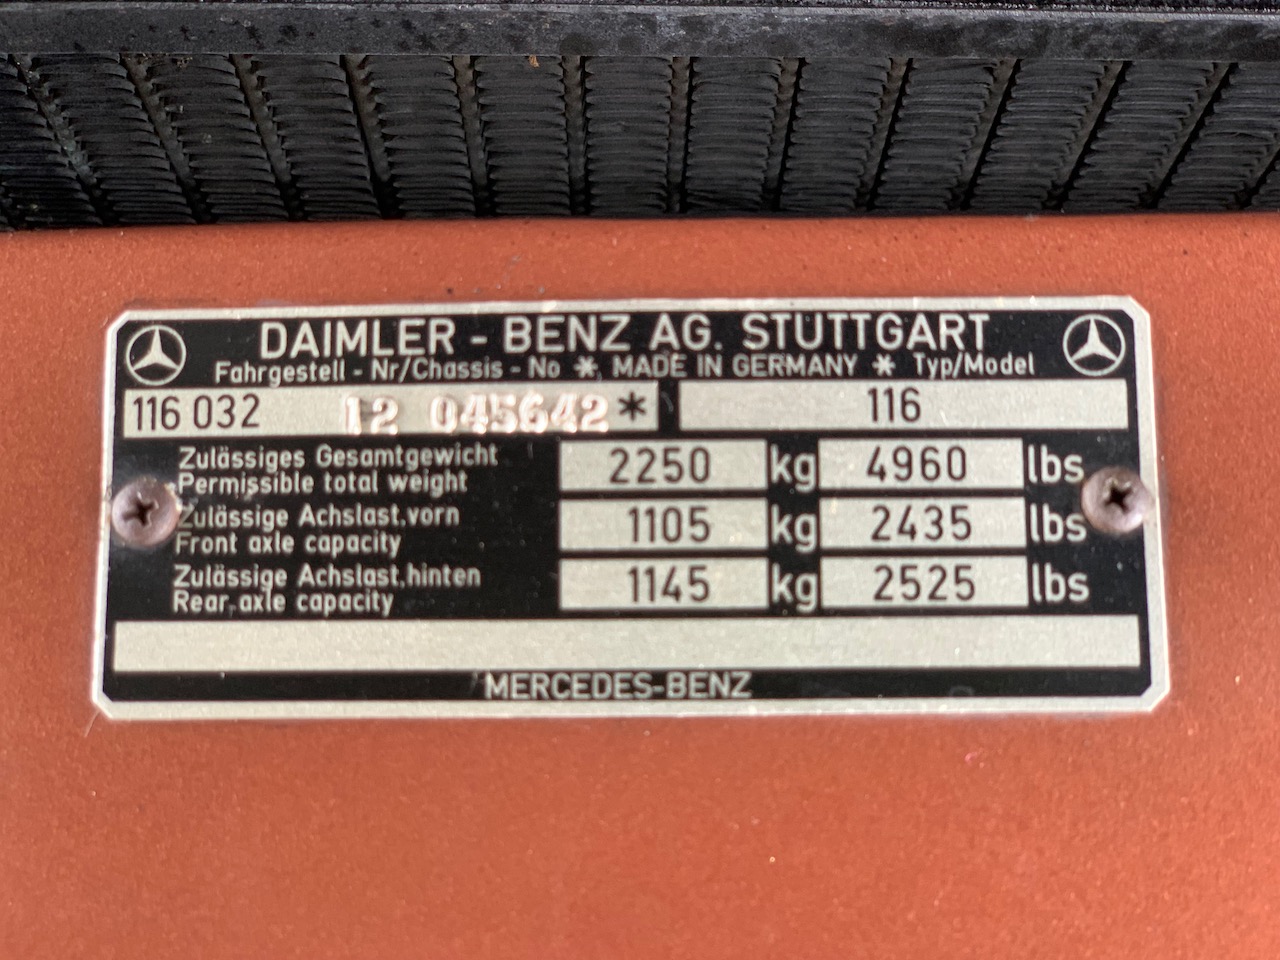 DAIMLER - BENZ AG. STUTTGART
Fahrgestell - Nr/Chassis - No * MADE IN GERMANY * Typ/Model
116 032 12 045642* 116
Zulässiges Gesamtgewicht
Permissible total weight 2250 kg 4960 lbs
Zulässige Achslast,vorn
Front axle capacity 1105 kg 2435 lbs
Zulässige Achslast,hinten
Rear axle capacity 1145 kg 2525 lbs
MERCEDES-BENZ